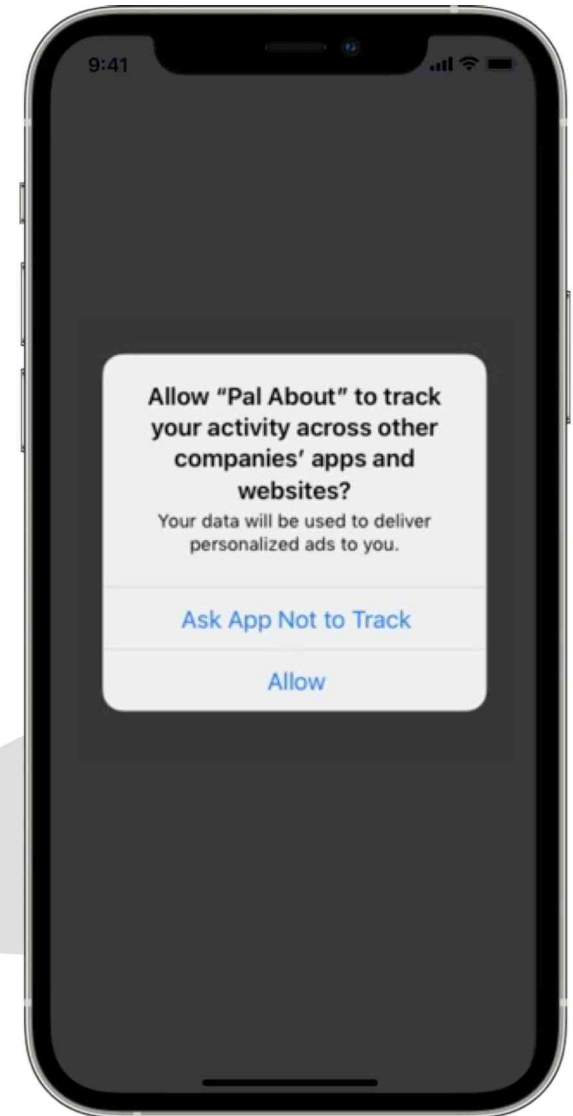 9:41
Allow “Pal About” to track
your activity across other
companies’ apps and
websites?
Your data will be used to deliver
personalized ads to you.
Ask App Not to Track
Allow